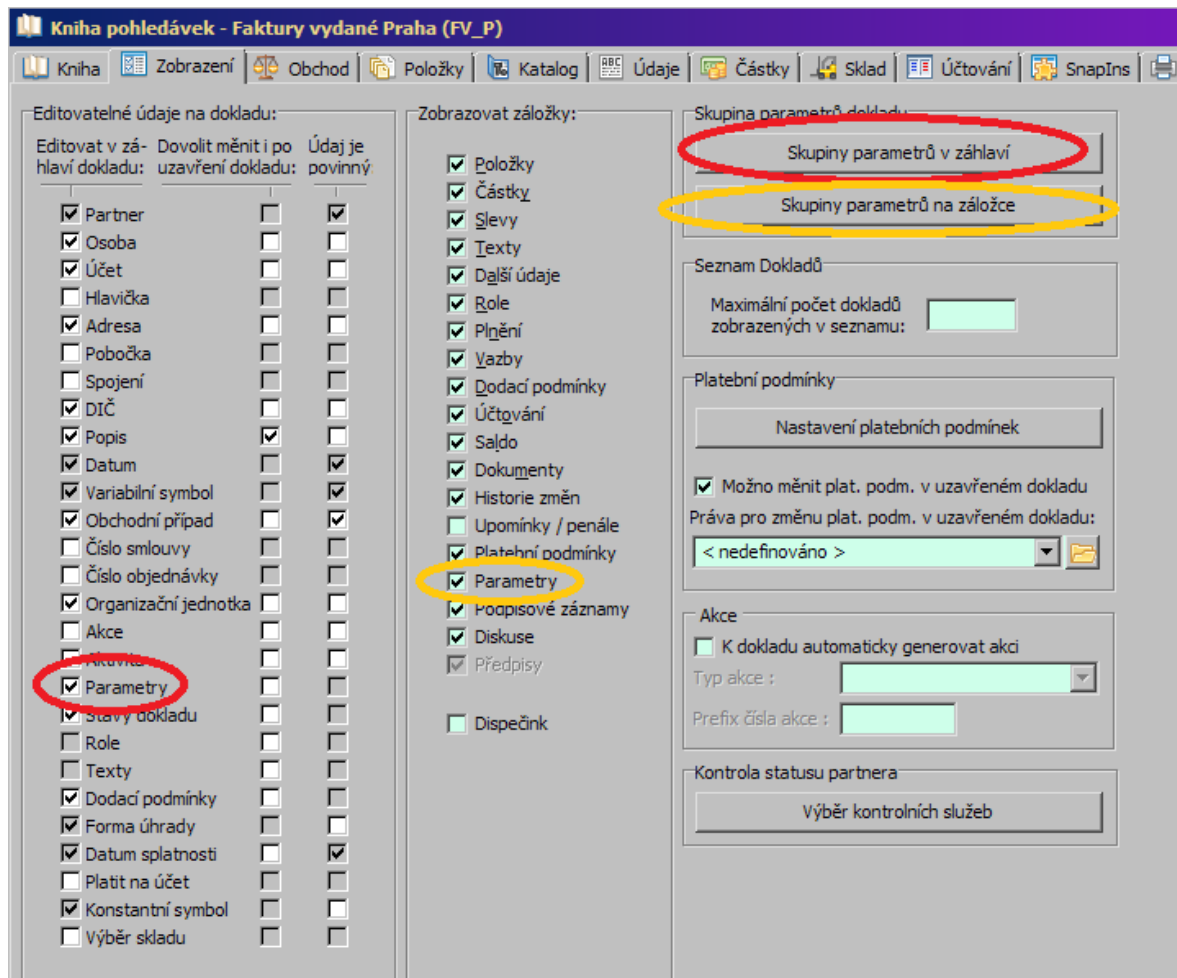 Kniha pohledávek - Faktury vydané Praha (FV_P)
Kniha Zobrazení Obchod Položky Katalog Údaje Částky Sklad Účtování SnapIns
Editovatelné údaje na dokladu:
Editovat v zá- Dovolit měnit i po Údaj je
hlaví dokladu: uzavření dokladu: povinný
Partner
Osoba
Účet
Hlavička
Adresa
Pobočka
Spojení
DIČ
Popis
Datum
Variabilní symbol
Obchodní případ
Číslo smlouvy
Číslo objednávky
Organizační jednotka
Akce
Aktivita
Parametry
Stavy dokladu
Role
Texty
Dodací podmínky
Forma úhrady
Datum splatnosti
Platit na účet
Konstantní symbol
Výběr skladu
Zobrazovat záložky:
Položky
Částky
Slevy
Texty
Další údaje
Role
Plnění
Vazby
Dodací podmínky
Účtování
Saldo
Dokumenty
Historie změn
Upomínky / penále
Platební podmínky
Parametry
Podpisové záznamy
Diskuse
Předpisy
Dispečink
Skupina parametrů dokladu
Skupiny parametrů v záhlaví
Skupiny parametrů na záložce
Seznam Dokladů
Maximální počet dokladů
zobrazených v seznamu:
Platební podmínky
Nastavení platebních podmínek
Možno měnit plat. podm. v uzavřeném dokladu
Práva pro změnu plat. podm. v uzavřeném dokladu:
< nedefinováno >
Akce
K dokladu automaticky generovat akci
Typ akce :
Prefix čísla akce :
Kontrola statusu partnera
Výběr kontrolních služeb